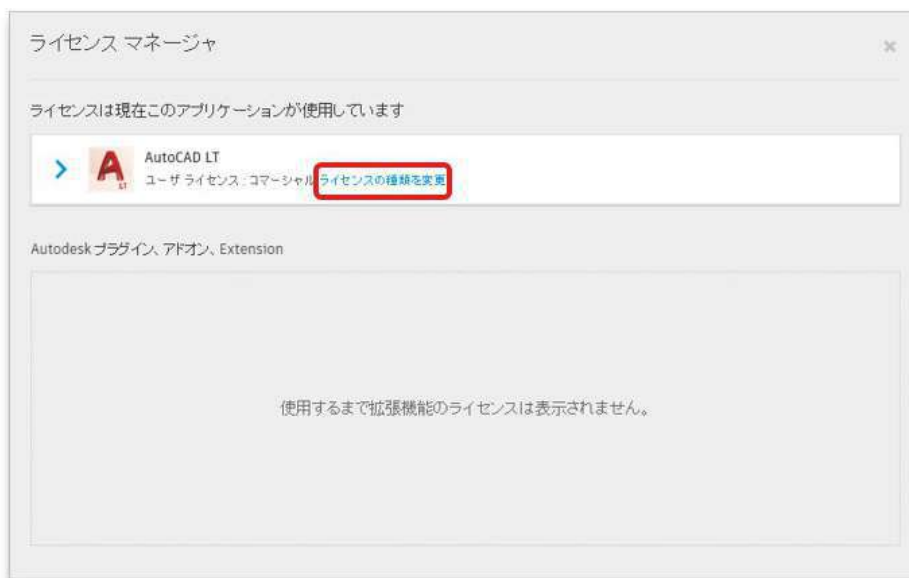 ライセンス マネージャ
×
ライセンスは現在このアプリケーションが使用しています
AutoCAD LT
ユーザ ライセンス : コマーシャル ライセンスの種類を変更
LT
Autodesk プラグイン、アドオン、Extension
使用するまで拡張機能のライセンスは表示されません。